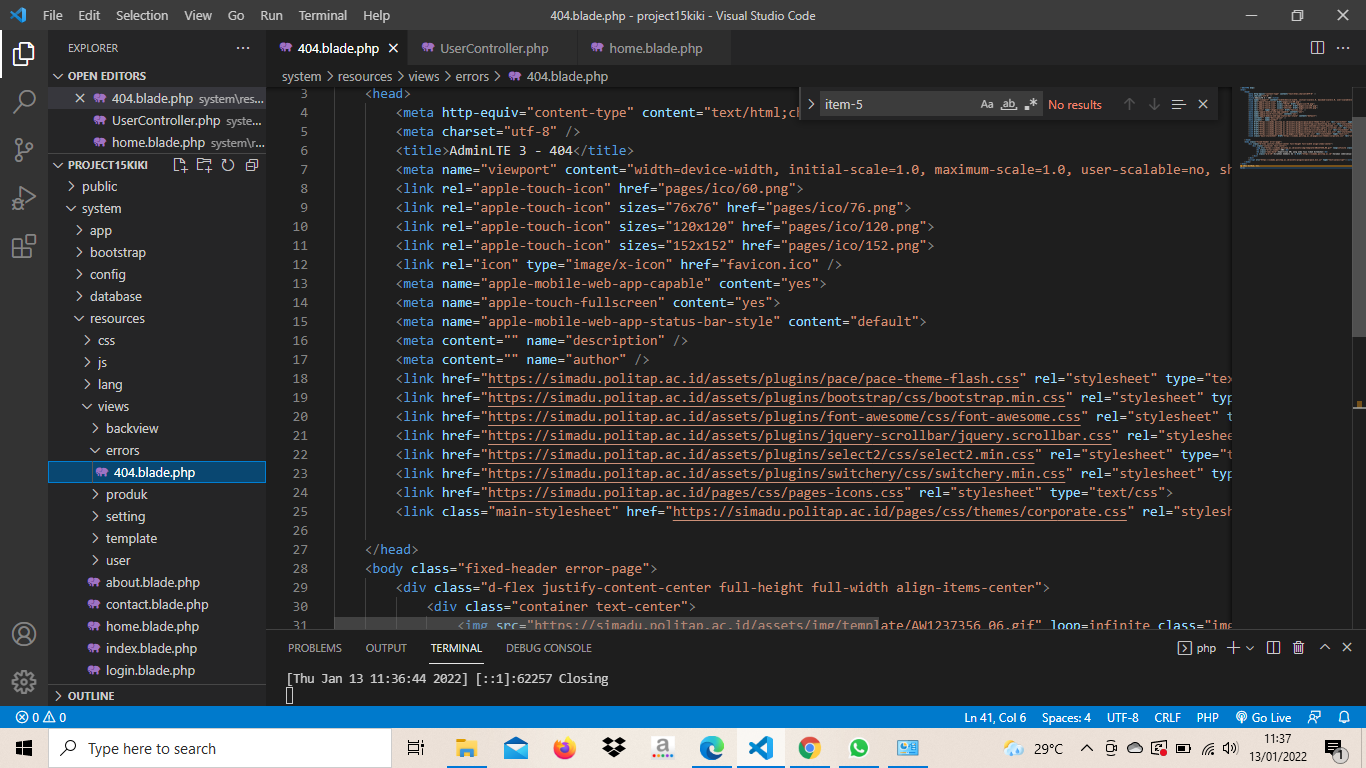 File Edit Selection View Go Run Terminal Help 404.blade.php - project15kiki - Visual Studio Code
EXPLORER
OPEN EDITORS
404.blade.php system\res...
UserController.php syste...
home.blade.php system\r...
PROJECT15KIKI
public
system
app
bootstrap
config
database
resources
css
js
lang
views
backview
errors
404.blade.php
produk
setting
template
user
about.blade.php
contact.blade.php
home.blade.php
index.blade.php
login.blade.php
OUTLINE
404.blade.php UserController.php home.blade.php
system > resources > views > errors > 404.blade.php
item-5 Aa ab No results
3 <head>
4 <meta http-equiv="content-type" content="text/html;ch
5 <meta charset="utf-8" />
6 <title>AdminLTE 3 - 404</title>
7 <meta name="viewport" content="width=device-width, initial-scale=1.0, maximum-scale=1.0, user-scalable=no, sh
8 <link rel="apple-touch-icon" href="pages/ico/60.png">
9 <link rel="apple-touch-icon" sizes="76x76" href="pages/ico/76.png">
10 <link rel="apple-touch-icon" sizes="120x120" href="pages/ico/120.png">
11 <link rel="apple-touch-icon" sizes="152x152" href="pages/ico/152.png">
12 <link rel="icon" type="image/x-icon" href="favicon.ico" />
13 <meta name="apple-mobile-web-app-capable" content="yes">
14 <meta name="apple-touch-fullscreen" content="yes">
15 <meta name="apple-mobile-web-app-status-bar-style" content="default">
16 <meta content="" name="description" />
17 <meta content="" name="author" />
18 <link href="https://simadu.politap.ac.id/assets/plugins/pace/pace-theme-flash.css" rel="stylesheet" type="tex
19 <link href="https://simadu.politap.ac.id/assets/plugins/bootstrap/css/bootstrap.min.css" rel="stylesheet" typ
20 <link href="https://simadu.politap.ac.id/assets/plugins/font-awesome/css/font-awesome.css" rel="stylesheet" t
21 <link href="https://simadu.politap.ac.id/assets/plugins/jquery-scrollbar/jquery.scrollbar.css" rel="styleshee
22 <link href="https://simadu.politap.ac.id/assets/plugins/select2/css/select2.min.css" rel="stylesheet" type="t
23 <link href="https://simadu.politap.ac.id/assets/plugins/switchery/css/switchery.min.css" rel="stylesheet" typ
24 <link href="https://simadu.politap.ac.id/pages/css/pages-icons.css" rel="stylesheet" type="text/css">
25 <link class="main-stylesheet" href="https://simadu.politap.ac.id/pages/css/themes/corporate.css" rel="stylesh
26
27 </head>
28 <body class="fixed-header error-page">
29 <div class="d-flex justify-content-center full-height full-width align-items-center">
30 <div class="container text-center">
31 <img src="https://simadu.politap.ac.id/assets/img/template/AW1237356_06.gif" loop=infinite class="ime
PROBLEMS OUTPUT TERMINAL DEBUG CONSOLE php
[Thu Jan 13 11:36:44 2022] [::1]:62257 Closing
0 0 Ln 41, Col 6 Spaces: 4 UTF-8 CRLF PHP Go Live
Type here to search 29°C 11:37
13/01/2022 1